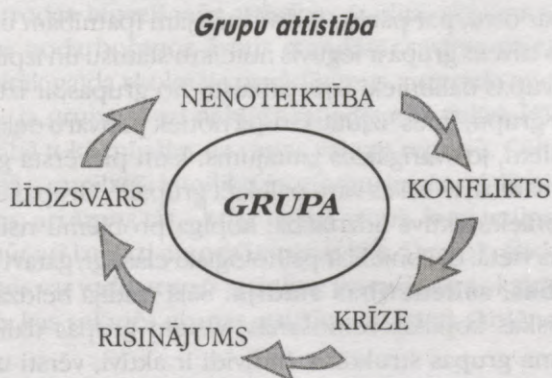 Grupu attīstība
NENOTEIKTĪBA
KONFLIKTS
KRĪZE
RISINĀJUMS
LĪDZSVARS
GRUPA